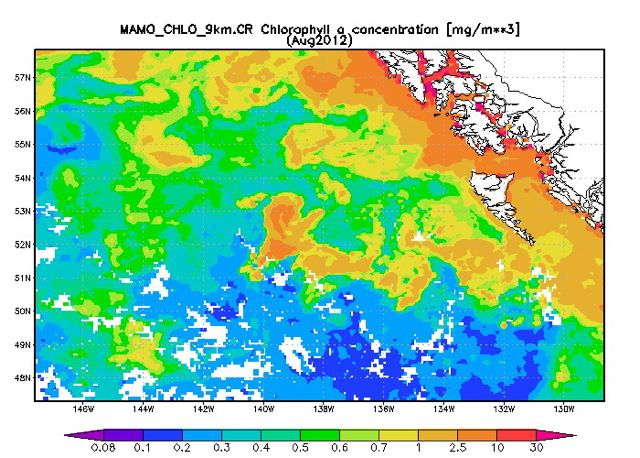 MAMO_CHLO_9km.CR Chlorophyll a concentration [mg/m**3]
(Aug2012)
57N
56N
55N
54N
53N
52N
51N
50N
49N
48N
146W 144W 142W 140W 138W 136W 134W 132W 130W
0.08 0.1 0.2 0.3 0.4 0.5 0.6 0.7 1 2.5 10 30